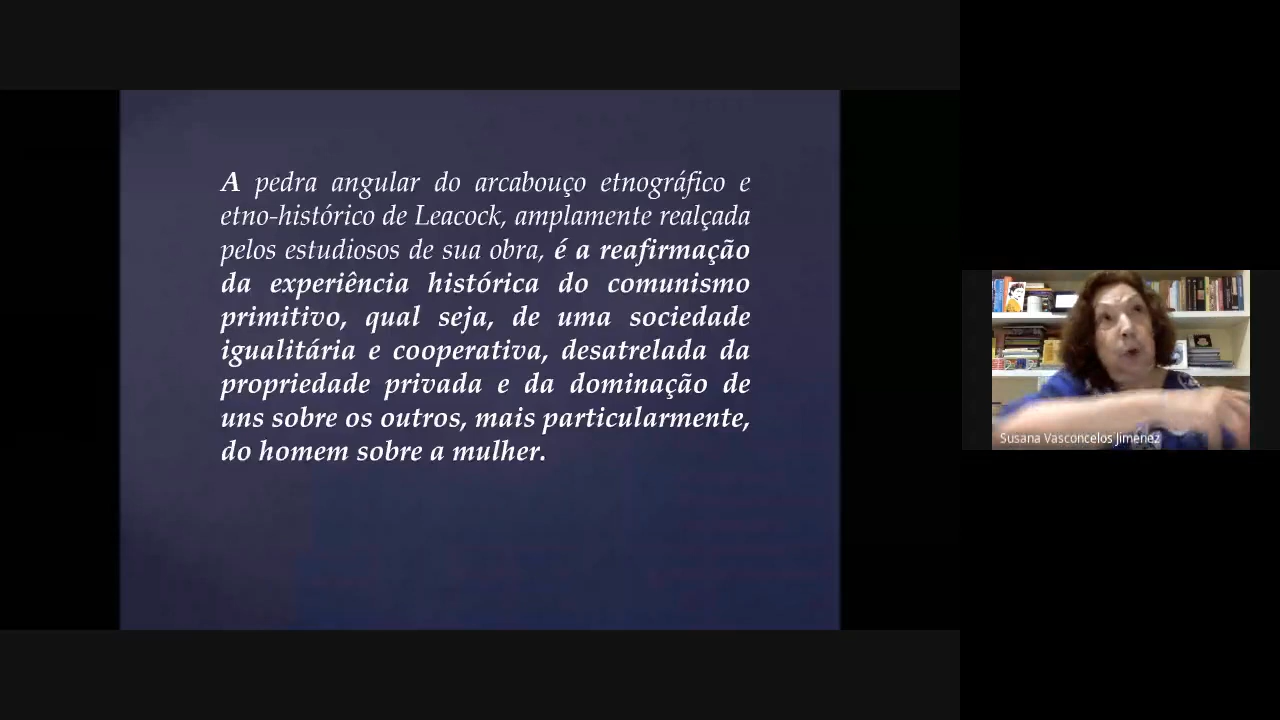 A pedra angular do arcabouço etnográfico e
etno-histórico de Leacock, amplamente realçada
pelos estudiosos de sua obra, é a reafirmação
da experiência histórica do comunismo
primitivo, qual seja, de uma sociedade
igualitária e cooperativa, desatrelada da
propriedade privada e da dominação de
uns sobre os outros, mais particularmente,
do homem sobre a mulher.
Susana Vasconcelos Jimenez